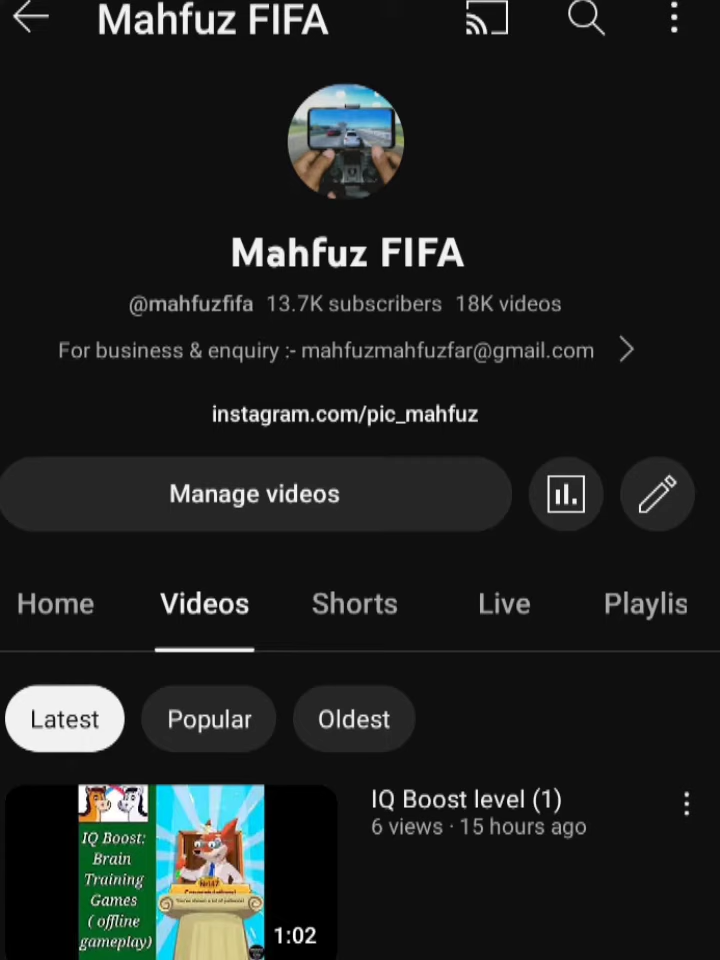 Mahfuz FIFA
Mahfuz FIFA
@mahfuzfifa 13.7K subscribers 18K videos
For business & enquiry :- mahfuzmahfuzfar@gmail.com
instagram.com/pic_mahfuz
Manage videos
Home Videos Shorts Live Playlis
Latest Popular Oldest
IQ Boost level (1)
6 views · 15 hours ago
IQ Boost:
Brain
Training
Games
( offline
gameplay)
1:02